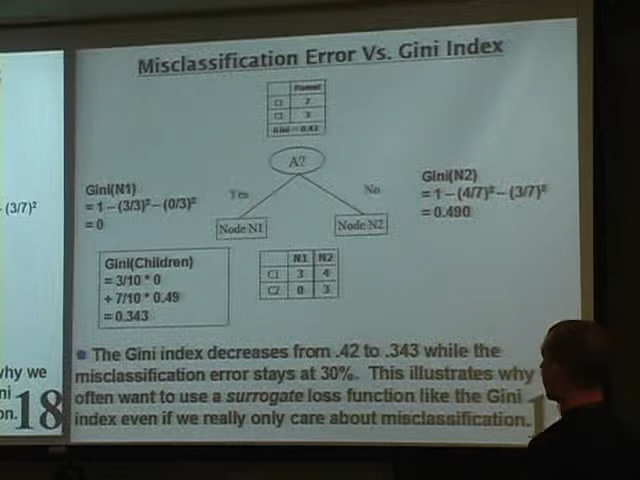 Misclassification Error Vs. Gini Index
Parent
C1 7
C2 3
Gini = 0.42
A?
Yes
No
Node N1
Node N2
Gini(N1)
= 1 – (3/3)² – (0/3)²
= 0
Gini(N2)
= 1 – (4/7)² – (3/7)²
= 0.490
- (3/7)²
Gini(Children)
= 3/10 * 0
+ 7/10 * 0.49
= 0.343
N1 N2
C1 3 4
C2 0 3
The Gini index decreases from .42 to .343 while the
misclassification error stays at 30%. This illustrates why
often want to use a surrogate loss function like the Gini
index even if we really only care about misclassification.
why we
ni
on.
18